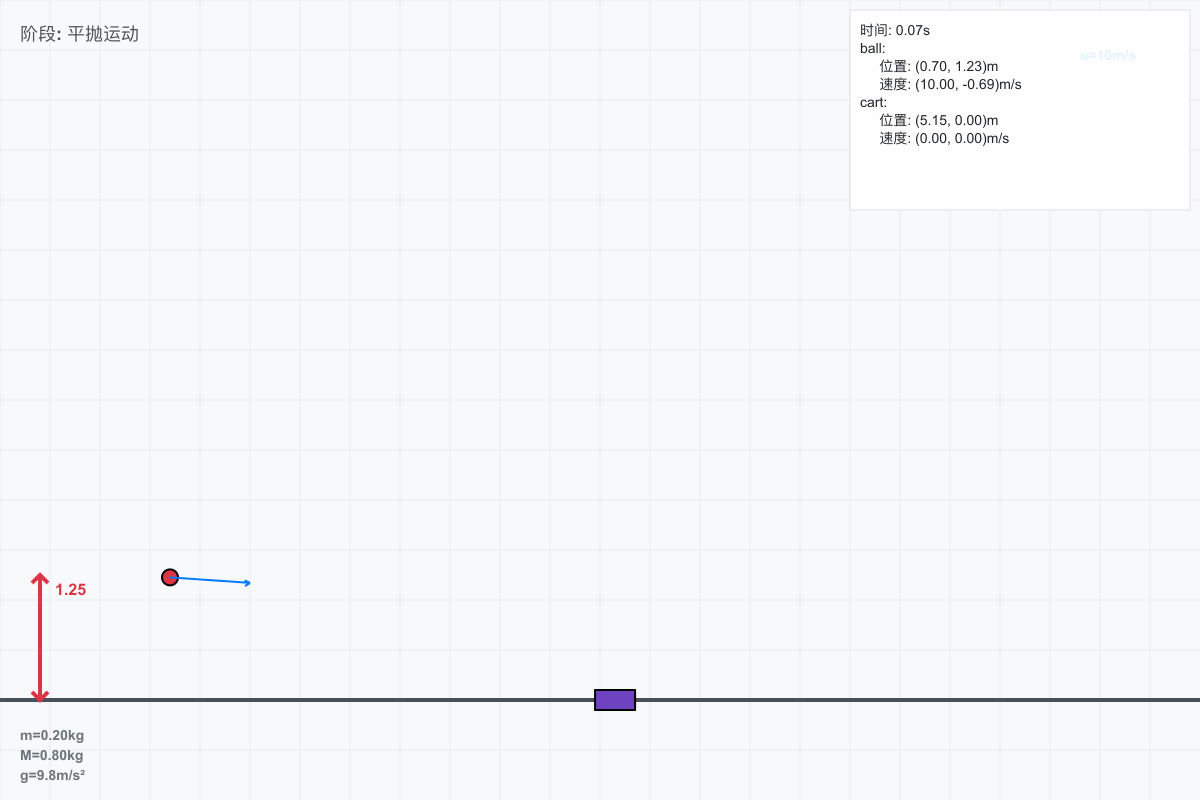 阶段: 平抛运动
时间: 0.07s
ball:
位置: (0.70, 1.23)m
速度: (10.00, -0.69)m/s
cart:
位置: (5.15, 0.00)m
速度: (0.00, 0.00)m/s
u=10m/s
1.25
m=0.20kg
M=0.80kg
g=9.8m/s²